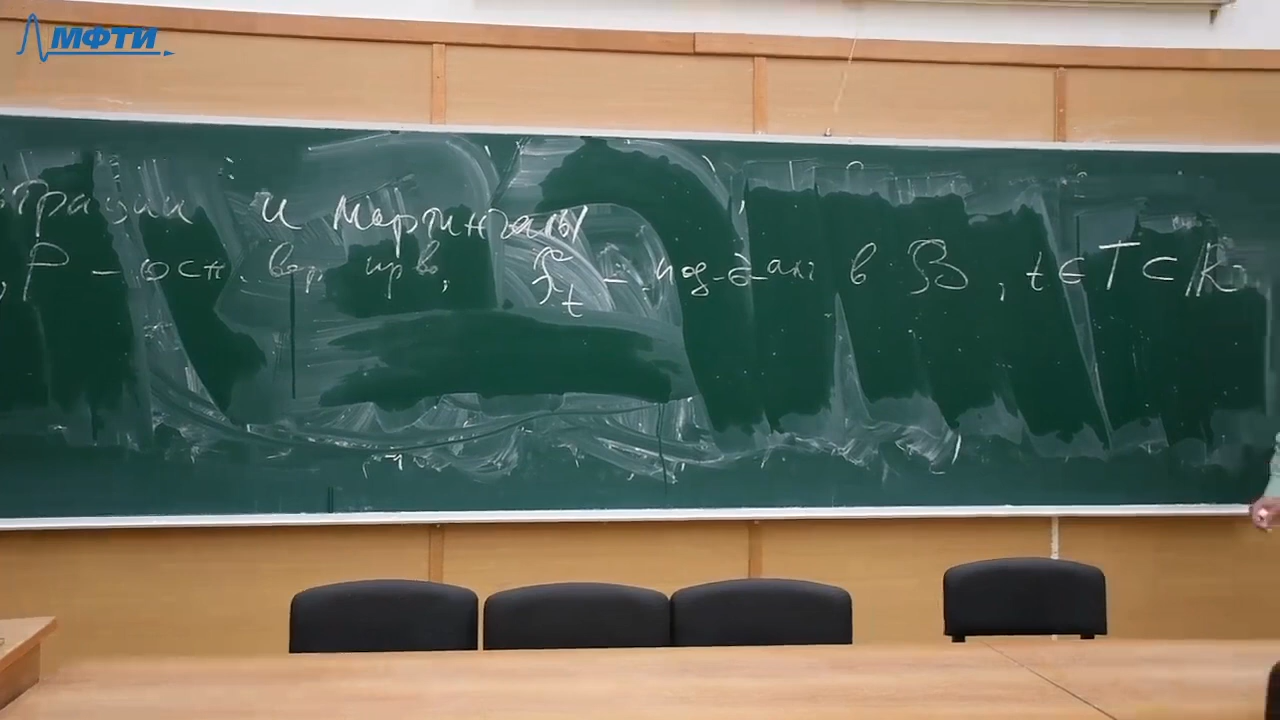 МФТИ
и мартингалы
, P – осн. вер. пр-во, ℱ_t – под-σ-алг в ℬ, t ∈ T ⊂ ℝ